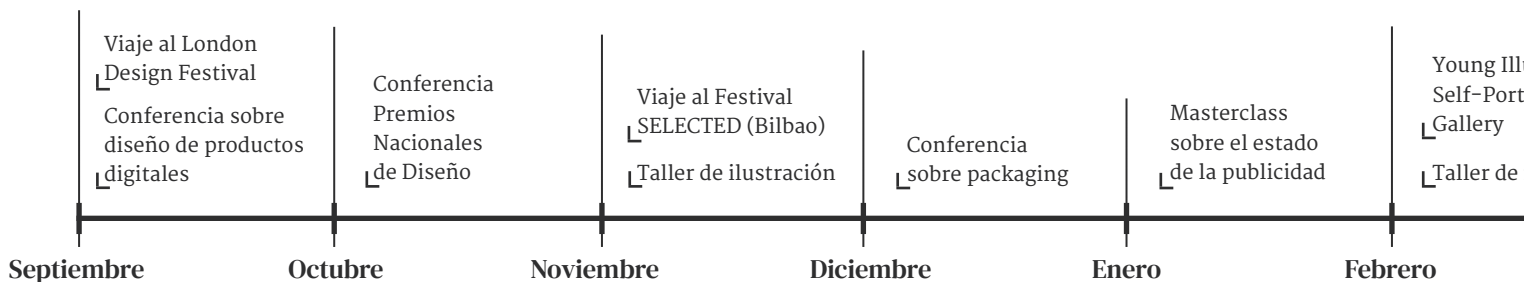 Viaje al London
Design Festival
Conferencia sobre
diseño de productos
digitales
Conferencia
Premios
Nacionales
de Diseño
Viaje al Festival
SELECTED (Bilbao)
Taller de ilustración
Conferencia
sobre packaging
Masterclass
sobre el estado
de la publicidad
Young
Gallery
Taller de
Septiembre
Octubre
Noviembre
Diciembre
Enero
Febrero